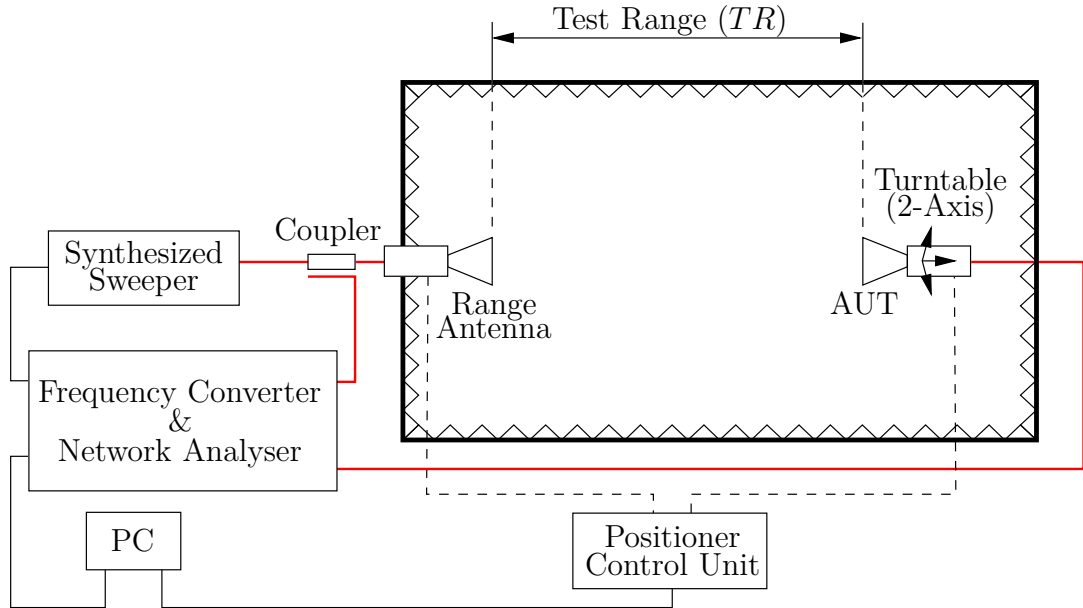 Test Range (TR)
Turntable
(2-Axis)
Coupler
Synthesized
Sweeper
Range
Antenna
AUT
Frequency Converter
&
Network Analyser
PC
Positioner
Control Unit